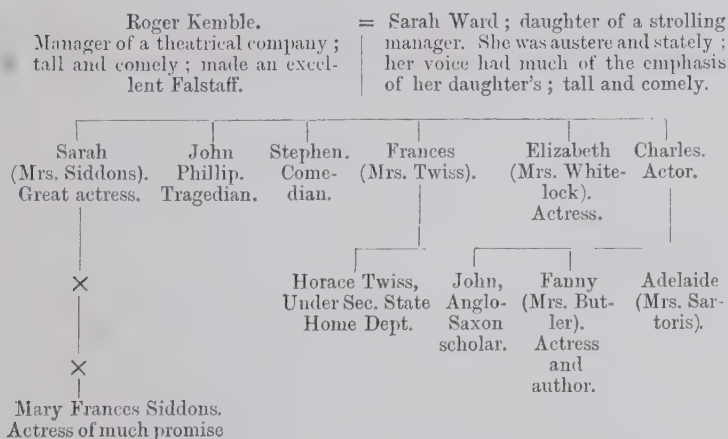 Roger Kemble.
Manager of a theatrical company ;
tall and comely ; made an excel-
lent Falstaff.
= Sarah Ward ; daughter of a strolling
manager. She was austere and stately ;
her voice had much of the emphasis
of her daughter's ; tall and comely.
Sarah
(Mrs. Siddons).
Great actress.
John
Phillip.
Tragedian.
Stephen.
Come-
dian.
Frances
(Mrs. Twiss).
Elizabeth
(Mrs. White-
lock).
Actress.
Charles.
Actor.
×
Horace Twiss,
Under Sec. State
Home Dept.
John,
Anglo-
Saxon
scholar.
Fanny
(Mrs. But-
ler).
Actress
and
author.
Adelaide
(Mrs. Sar-
toris).
×
Mary Frances Siddons.
Actress of much promise